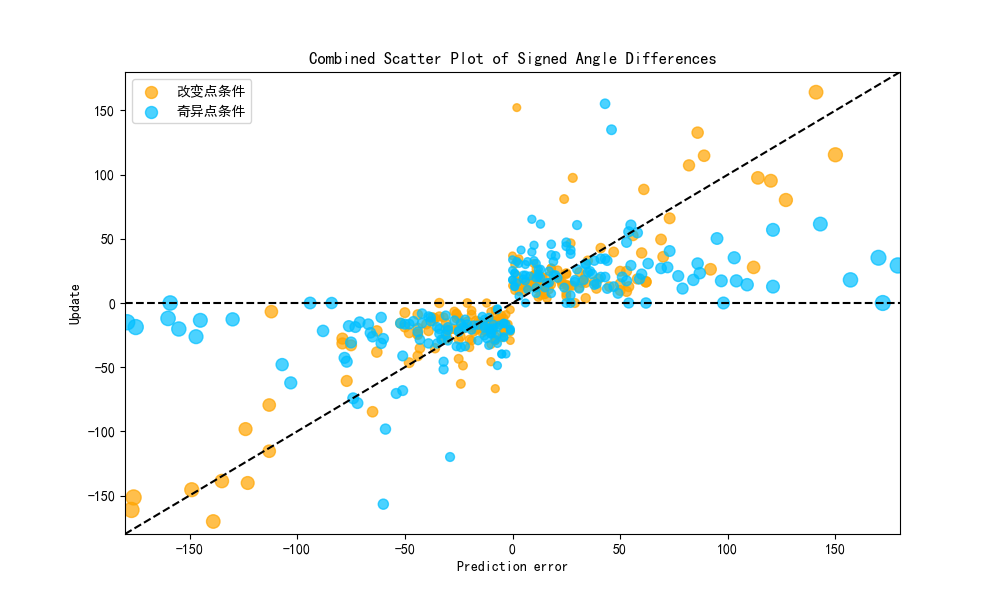 Combined Scatter Plot of Signed Angle Differences
改变点条件
奇异点条件
150
100
50
0
−50
−100
−150
Update
−150
−100
−50
0
50
100
150
Prediction error